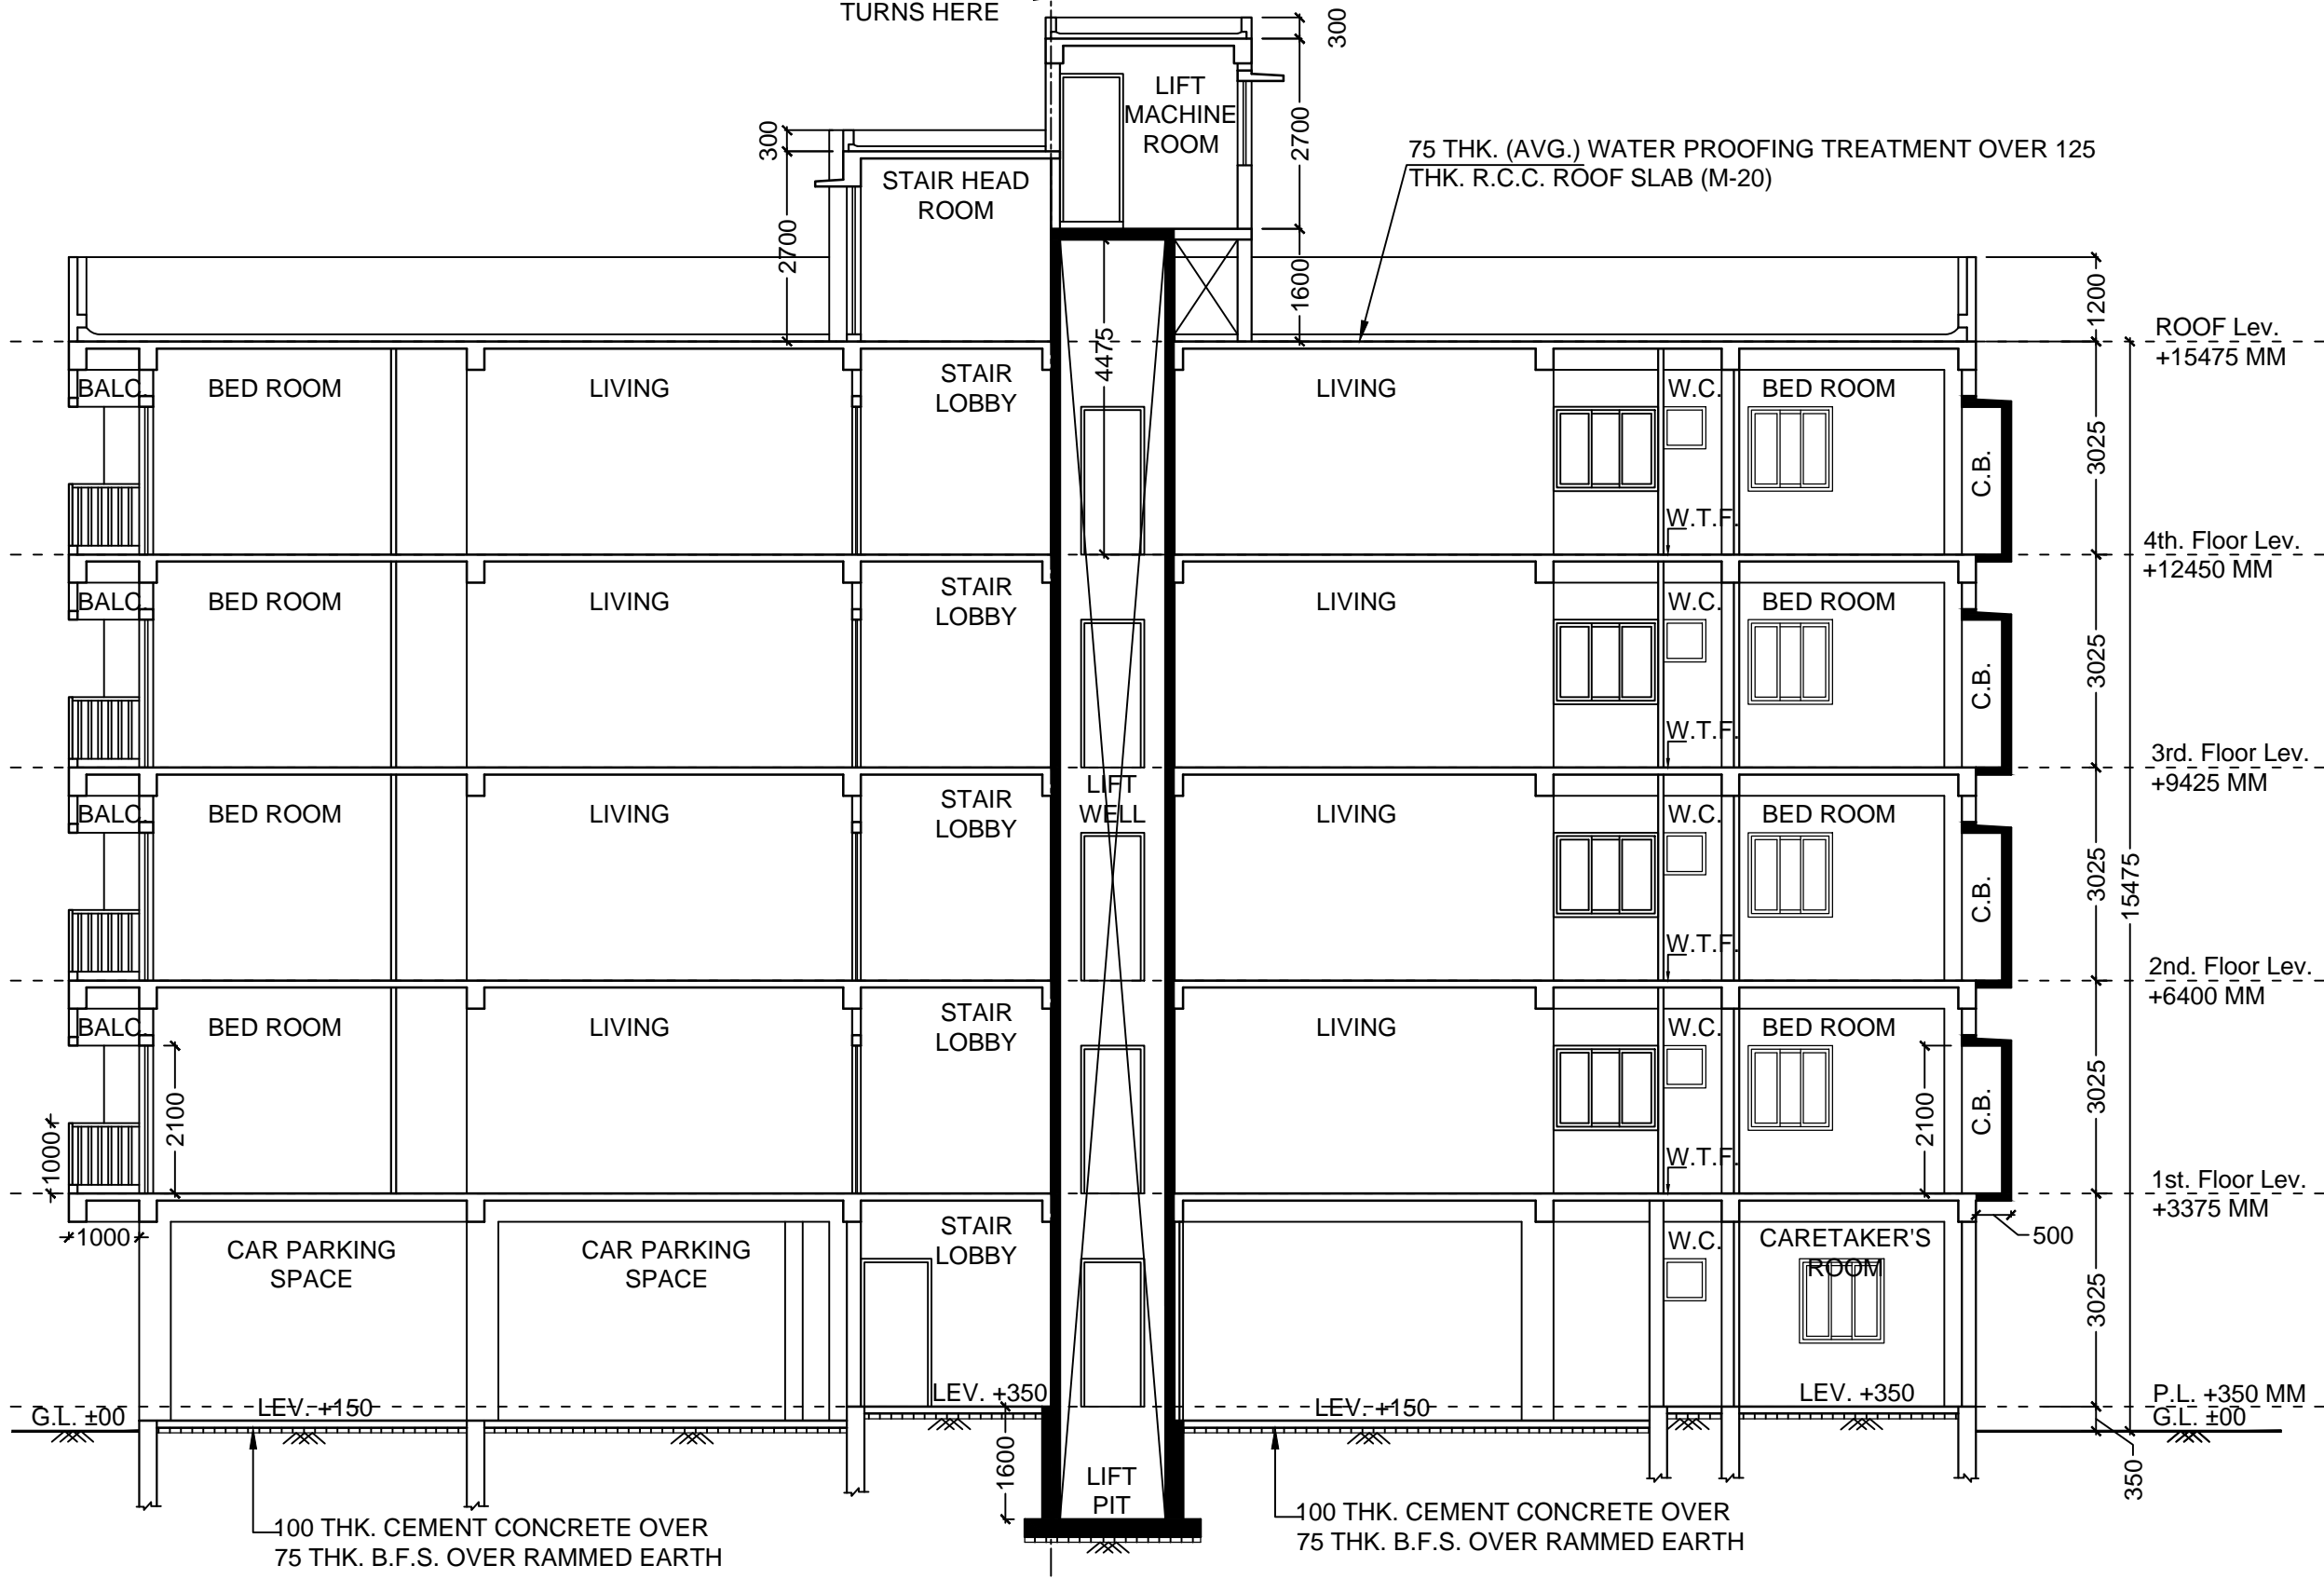 TURNS HERE
300
LIFT
MACHINE
ROOM
2700
300
75 THK. (AVG.) WATER PROOFING TREATMENT OVER 125
THK. R.C.C. ROOF SLAB (M-20)
STAIR HEAD
ROOM
2700
1600
1200
ROOF Lev.
+15475 MM
4475
BALC.
BED ROOM
LIVING
STAIR
LOBBY
LIVING
W.C.
BED ROOM
3025
C.B.
W.T.F.
4th. Floor Lev.
+12450 MM
BALC.
BED ROOM
LIVING
STAIR
LOBBY
LIVING
W.C.
BED ROOM
3025
C.B.
W.T.F.
3rd. Floor Lev.
+9425 MM
LIFT
WELL
BALC.
BED ROOM
LIVING
STAIR
LOBBY
LIVING
W.C.
BED ROOM
3025
15475
C.B.
W.T.F.
2nd. Floor Lev.
+6400 MM
BALC.
BED ROOM
LIVING
STAIR
LOBBY
LIVING
W.C.
BED ROOM
3025
C.B.
2100
2100
1000
W.T.F.
1st. Floor Lev.
+3375 MM
1000
CAR PARKING
SPACE
CAR PARKING
SPACE
STAIR
LOBBY
W.C.
CARETAKER'S
ROOM
500
3025
G.L. ±00
LEV. +150
LEV. +350
LEV. +150
LEV. +350
P.L. +350 MM
G.L. ±00
1600
LIFT
PIT
350
100 THK. CEMENT CONCRETE OVER
75 THK. B.F.S. OVER RAMMED EARTH
100 THK. CEMENT CONCRETE OVER
75 THK. B.F.S. OVER RAMMED EARTH